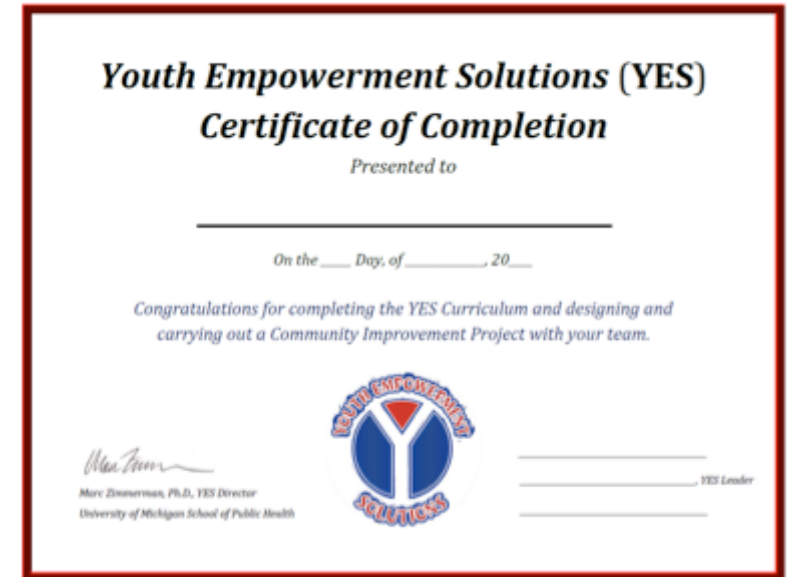 Youth Empowerment Solutions (YES)
Certificate of Completion
Presented to
On the ____ Day, of __________, 20___
Congratulations for completing the YES Curriculum and designing and
carrying out a Community Improvement Project with your team.
YOUTH EMPOWERMENT
SOLUTIONS
Marc Zimmerman, Ph.D., YES Director
University of Michigan School of Public Health
, YES Leader